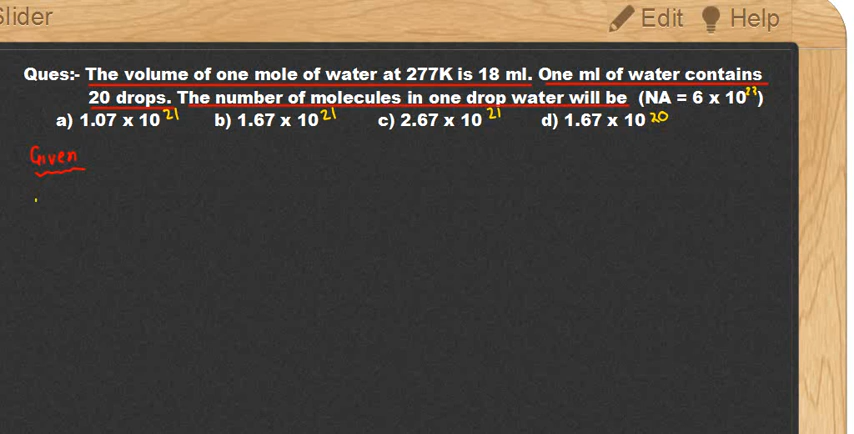 Slider
Edit
Help
Ques:- The volume of one mole of water at 277K is 18 ml. One ml of water contains
20 drops. The number of molecules in one drop water will be (NA = 6 x 10²³)
a) 1.07 x 10²¹ b) 1.67 x 10²¹ c) 2.67 x 10²¹ d) 1.67 x 10²⁰
Given